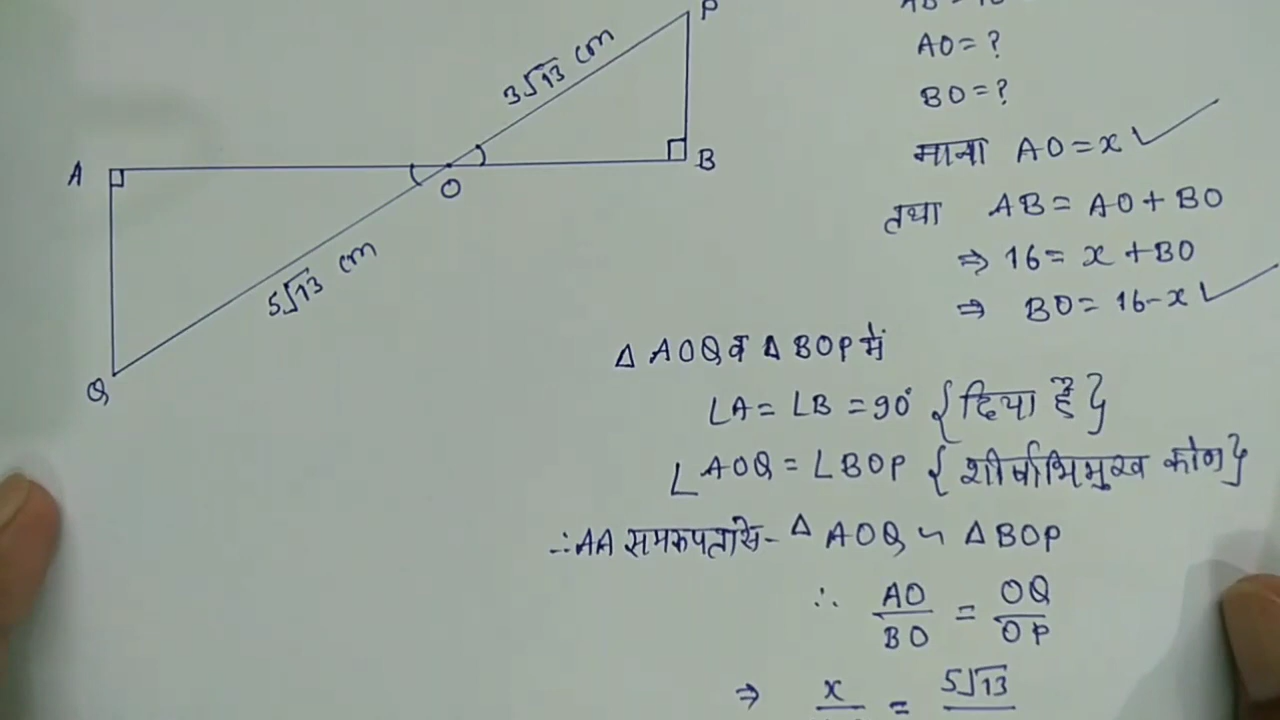 P
3√13 cm
A
B
O
5√13 cm
Q
AO = ?
BO = ?
माना AO = x ✓
तथा AB = AO + BO
⇒ 16 = x + BO
⇒ BO = 16 - x ✓
Δ AOQ व Δ BOP में
∠A = ∠B = 90° {दिया है}
∠AOQ = ∠BOP {शीर्षाभिमुख कोण}
∴ AA समरूपता से - Δ AOQ ~ Δ BOP
∴ AO/BO = OQ/OP
⇒ x/ = 5√13/